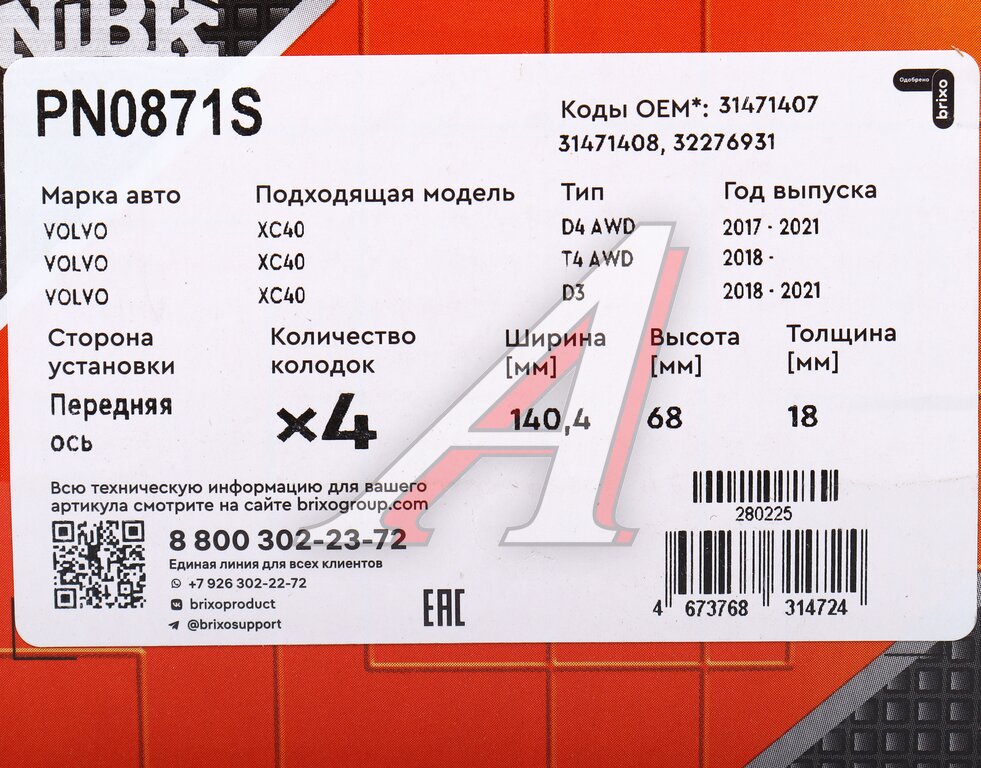 NiBK
PN0871S
Коды OEM*: 31471407
31471408, 32276931
Одобрено
brixo
Марка авто Подходящая модель Тип Год выпуска
VOLVO XC40 D4 AWD 2017 - 2021
VOLVO XC40 T4 AWD 2018 -
VOLVO XC40 D3 2018 - 2021
Сторона Количество Ширина Высота Толщина
установки колодок [мм] [мм] [мм]
Передняя
ось
×4 140,4 68 18
Всю техническую информацию для вашего
артикула смотрите на сайте brixogroup.com
8 800 302-23-72
Единая линия для всех клиентов
+7 926 302-22-72
brixoproduct
@brixosupport
EAC
280225
4 673768 314724